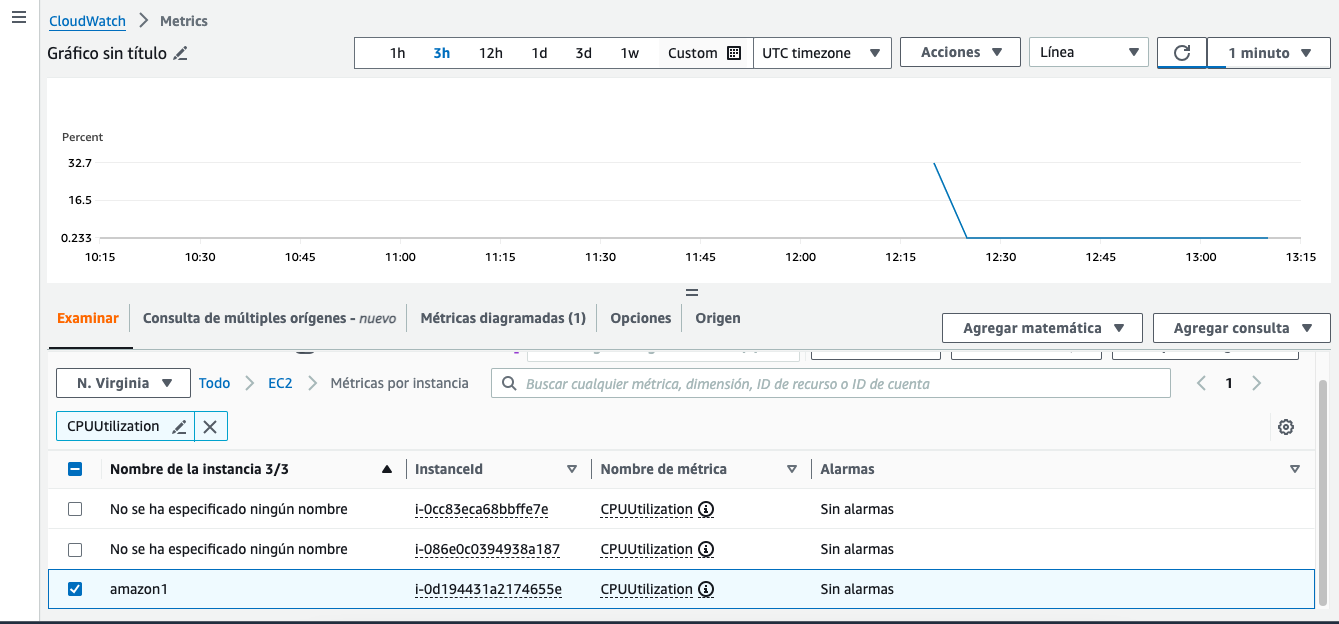 CloudWatch > Metrics
Gráfico sin título 1h 3h 12h 1d 3d 1w Custom UTC timezone Acciones Línea 1 minuto
Percent
32.7
16.5
0.233
10:15 10:30 10:45 11:00 11:15 11:30 11:45 12:00 12:15 12:30 12:45 13:00 13:15
Examinar Consulta de múltiples orígenes - nuevo Métricas diagramadas (1) Opciones Origen Agregar matemática Agregar consulta
N. Virginia Todo > EC2 > Métricas por instancia Buscar cualquier métrica, dimensión, ID de recurso o ID de cuenta < 1 >
CPUUtilization
Nombre de la instancia 3/3 InstanceId Nombre de métrica Alarmas
No se ha especificado ningún nombre i-0cc83eca68bbffe7e CPUUtilization Sin alarmas
No se ha especificado ningún nombre i-086e0c0394938a187 CPUUtilization Sin alarmas
amazon1 i-0d194431a2174655e CPUUtilization Sin alarmas